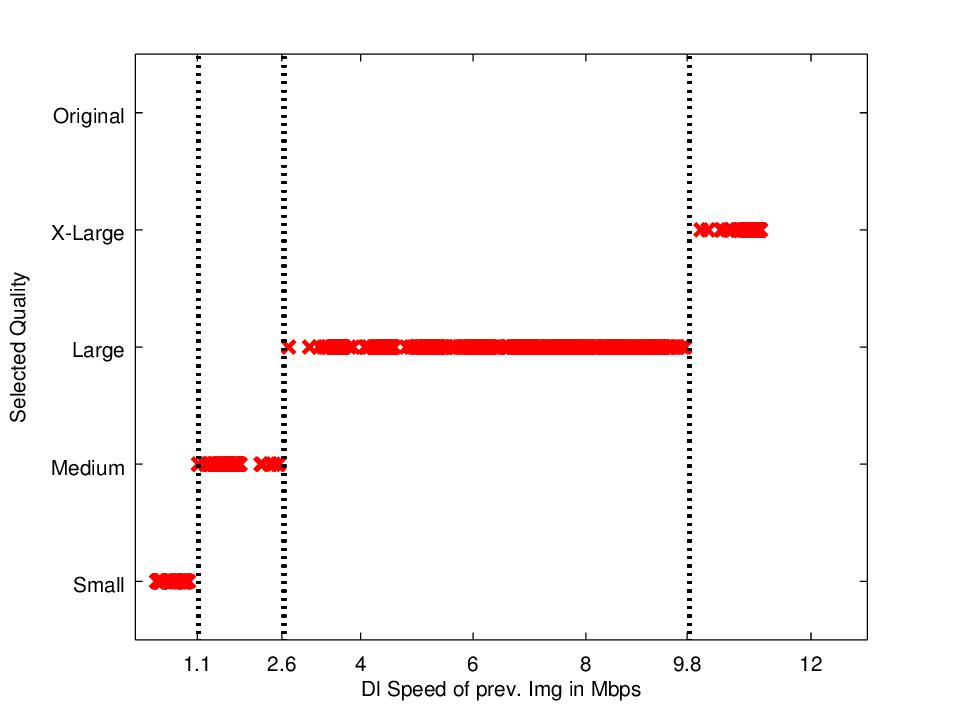 Original
X-Large
Large
Medium
Small
Selected Quality
1.1 2.6 4 6 8 9.8 12
Dl Speed of prev. Img in Mbps